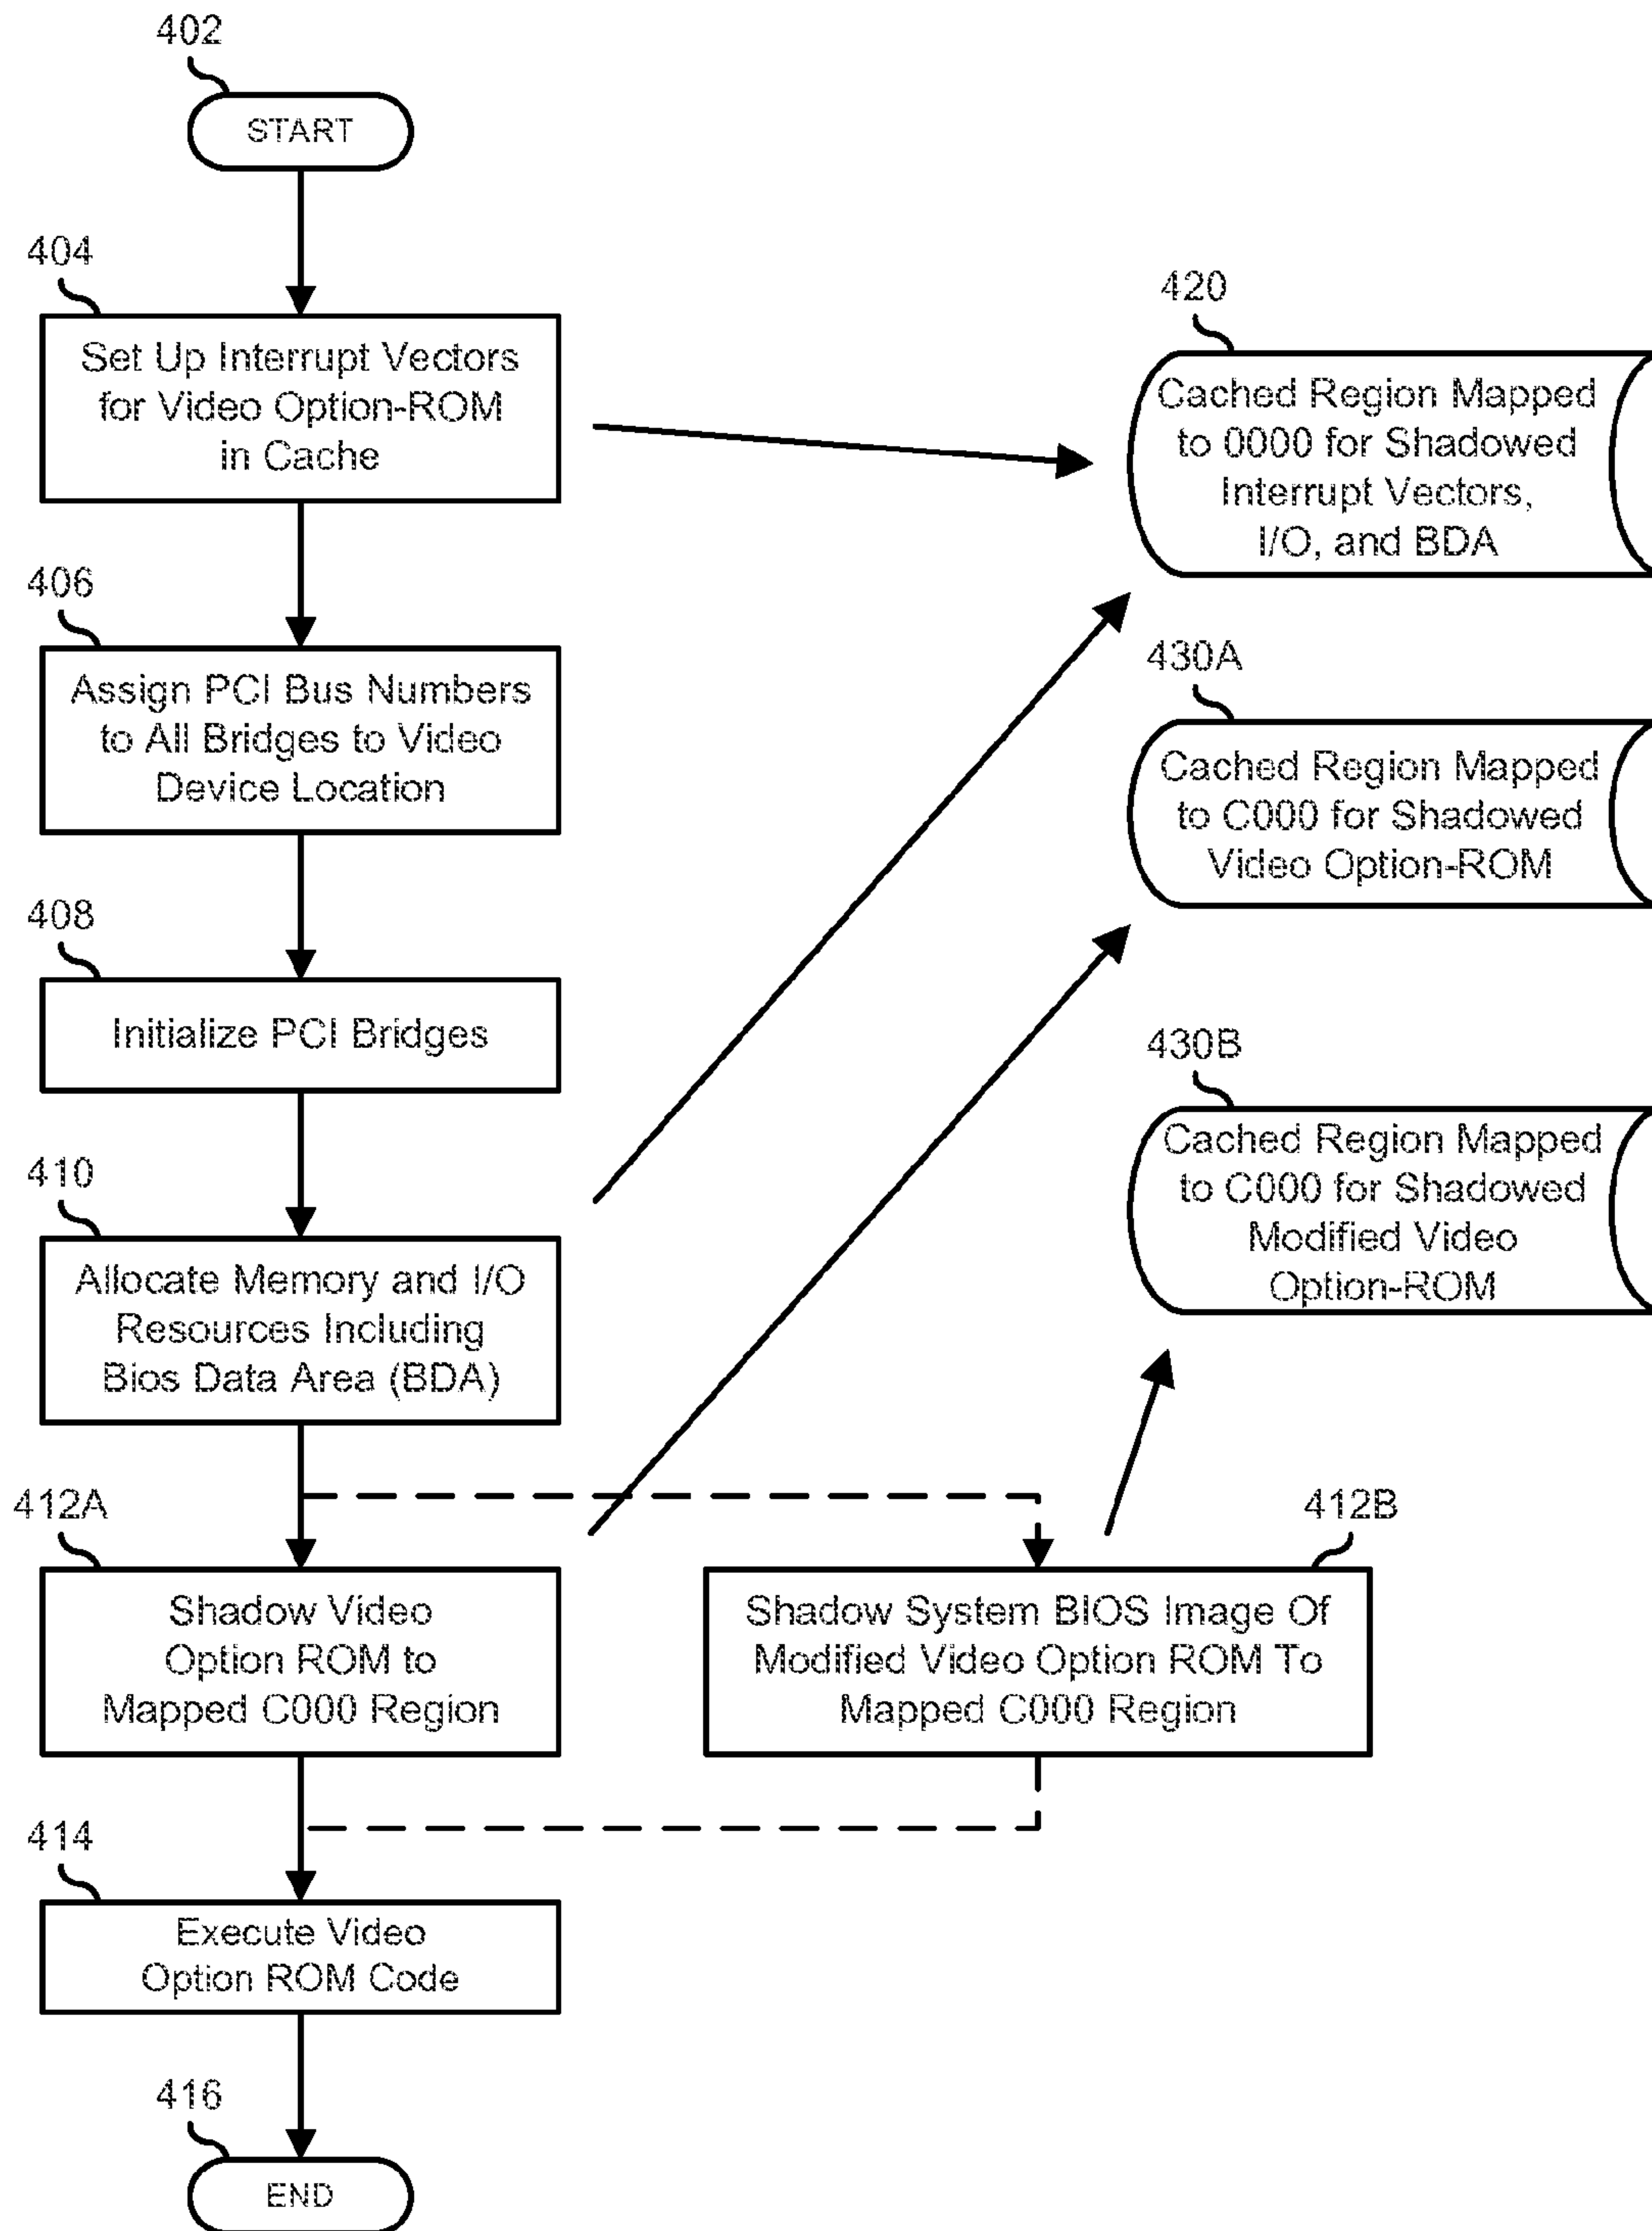 402
START
404
Set Up Interrupt Vectors
for Video Option-ROM
in Cache
420
Cached Region Mapped
to 0000 for Shadowed
Interrupt Vectors,
I/O, and BDA
406
Assign PCI Bus Numbers
to All Bridges to Video
Device Location
430A
Cached Region Mapped
to C000 for Shadowed
Video Option-ROM
408
Initialize PCI Bridges
430B
Cached Region Mapped
to C000 for Shadowed
Modified Video
Option-ROM
410
Allocate Memory and I/O
Resources Including
Bios Data Area (BDA)
412A
Shadow Video
Option ROM to
Mapped C000 Region
412B
Shadow System BIOS Image Of
Modified Video Option ROM To
Mapped C000 Region
414
Execute Video
Option ROM Code
416
END